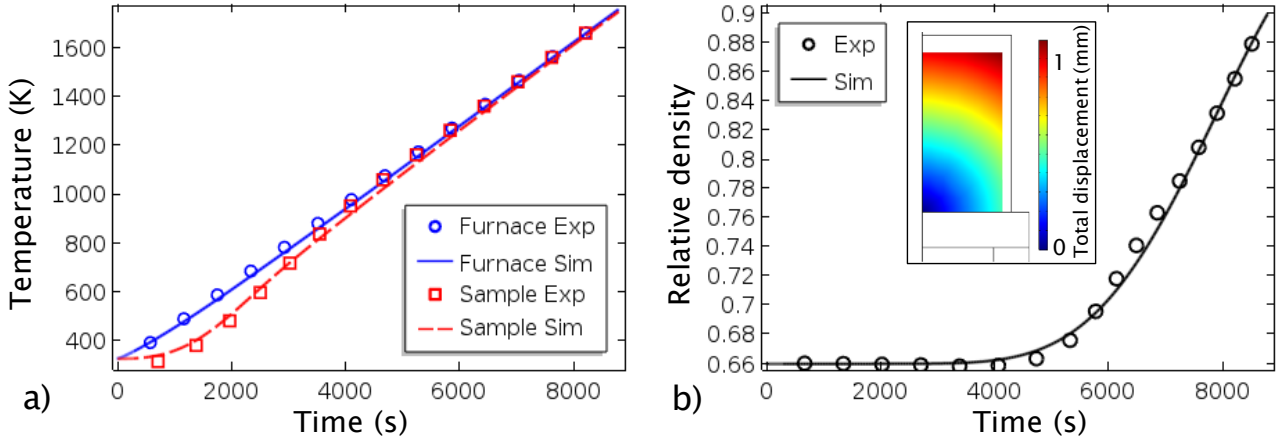 1600
1400
1200
1000
800
600
400
0
2000
4000
6000
8000
Temperature (K)
Time (s)
Furnace Exp
Furnace Sim
Sample Exp
Sample Sim
a)
0.9
0.88
0.86
0.84
0.82
0.8
0.78
0.76
0.74
0.72
0.7
0.68
0.66
0
2000
4000
6000
8000
Relative density
Time (s)
Exp
Sim
1
0
Total displacement (mm)
b)